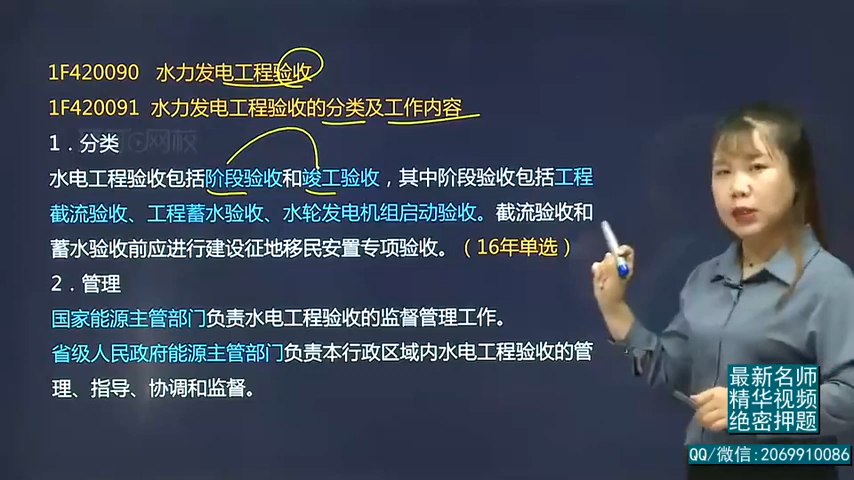 1F420090 水力发电工程验收
1F420091 水力发电工程验收的分类及工作内容
1．分类
水电工程验收包括阶段验收和竣工验收，其中阶段验收包括工程
截流验收、工程蓄水验收、水轮发电机组启动验收。截流验收和
蓄水验收前应进行建设征地移民安置专项验收。（16年单选）
2．管理
国家能源主管部门负责水电工程验收的监督管理工作。
省级人民政府能源主管部门负责本行政区域内水电工程验收的管
理、指导、协调和监督。
最新名师
精华视频
绝密押题
QQ/微信:2069910086